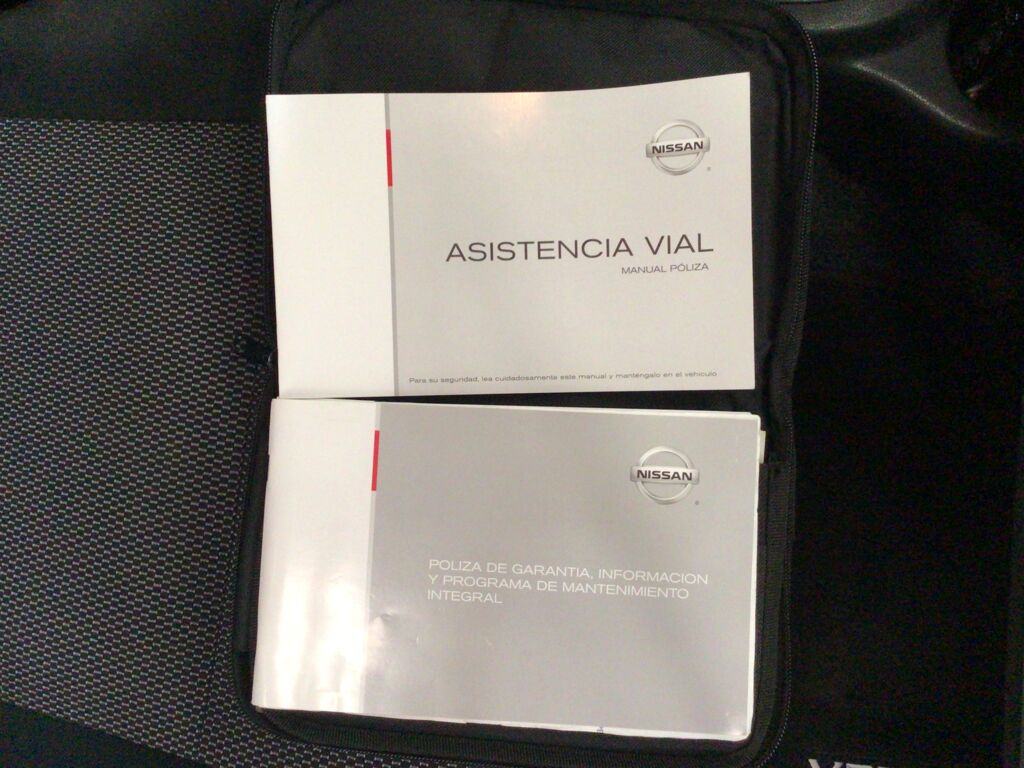 NISSAN
ASISTENCIA VIAL
MANUAL PÓLIZA
Para su seguridad, lea cuidadosamente este manual y manténgalo en el vehículo
NISSAN
POLIZA DE GARANTIA, INFORMACION
Y PROGRAMA DE MANTENIMIENTO
INTEGRAL